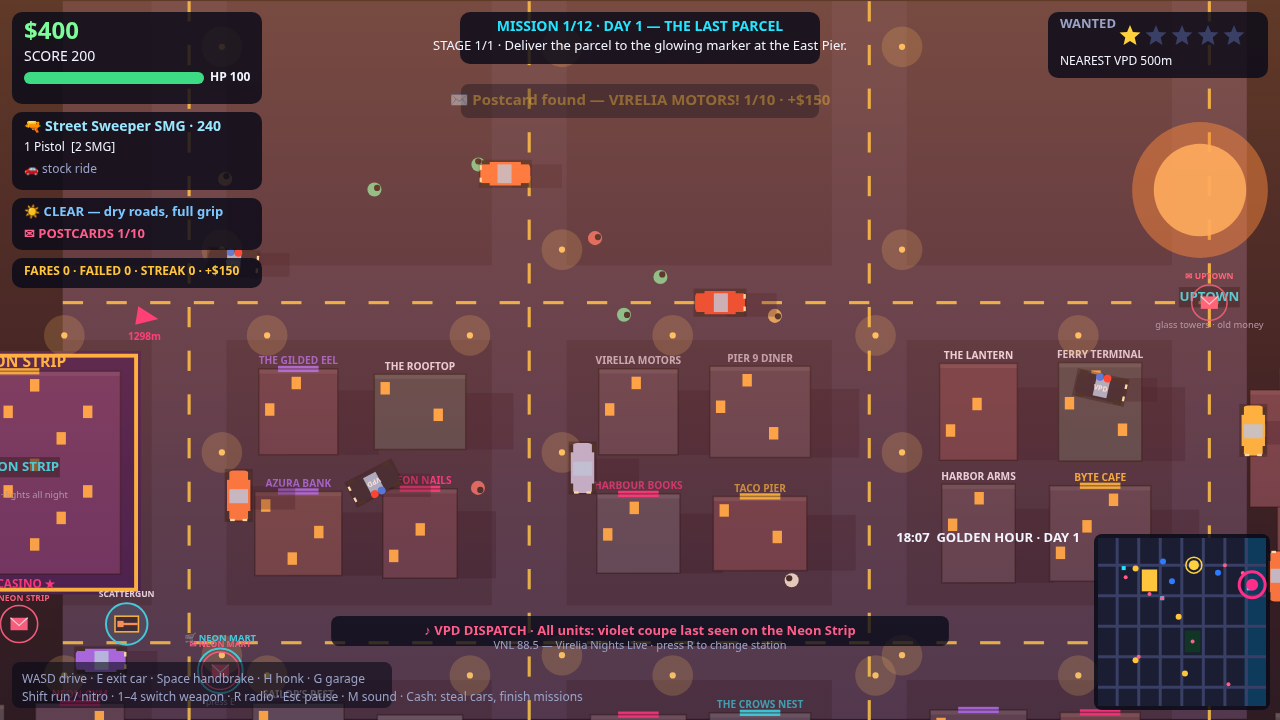 $400
SCORE 200
HP 100
🔫 Street Sweeper SMG · 240
1 Pistol [2 SMG]
🚗 stock ride
☀️ CLEAR — dry roads, full grip
✉ POSTCARDS 1/10
FARES 0 · FAILED 0 · STREAK 0 · +$150
MISSION 1/12 · DAY 1 — THE LAST PARCEL
STAGE 1/1 · Deliver the parcel to the glowing marker at the East Pier.
✉️ Postcard found — VIRELIA MOTORS! 1/10 · +$150
WANTED
NEAREST VPD 500m
✉ UPTOWN
UPTOWN
glass towers · old money
1298m
ON STRIP
THE GILDED EEL
THE ROOFTOP
VIRELIA MOTORS
PIER 9 DINER
THE LANTERN
FERRY TERMINAL
VPD
ON STRIP
ights all night
AZURA BANK
ON NAILS
HARBOUR BOOKS
TACO PIER
HARBOR ARMS
BYTE CAFE
18:07 GOLDEN HOUR · DAY 1
CASINO ★
NEON STRIP
SCATTERGUN
🛒 NEON MART
♪ VPD DISPATCH · All units: violet coupe last seen on the Neon Strip
VNL 88.5 — Virelia Nights Live · press R to change station
WASD drive · E exit car · Space handbrake · H honk · G garage
Shift run / nitro · 1–4 switch weapon · R radio · Esc pause · M sound · Cash: steal cars, finish missions
THE CROWS NEST